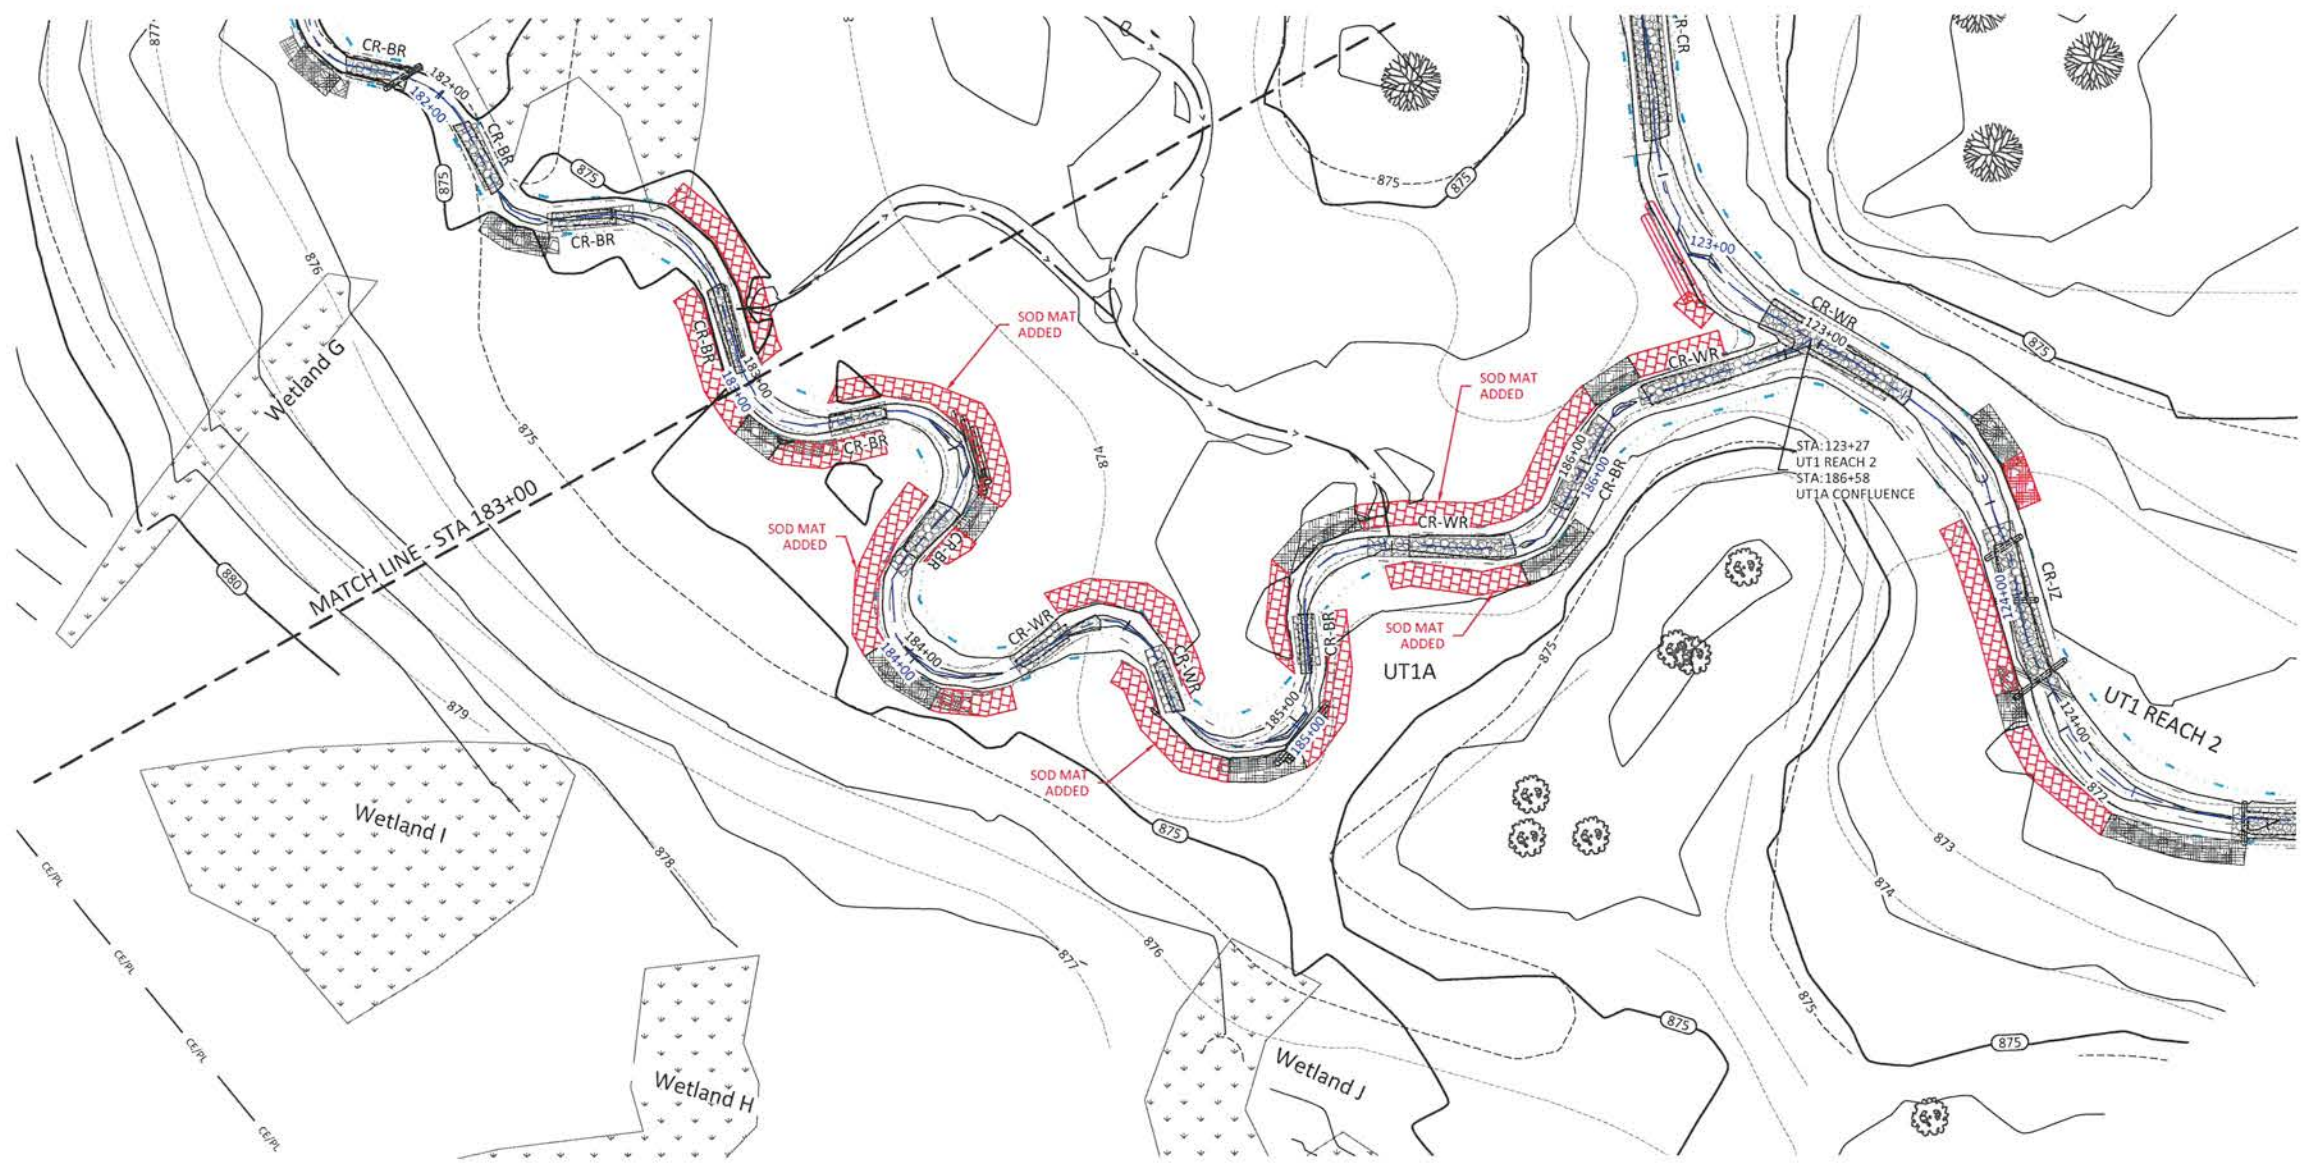 877
CR-BR
182+00
182+00
CR-BR
875
875
CR-BR
876
Wetland G
875
MATCH LINE - STA 183+00
880
879
CR-BR
183+00
183+00
CR-BR
SOD MAT
ADDED
SOD MAT
ADDED
CR-BR
874
184+00
184+00
CR-WR
CR-WR
SOD MAT
ADDED
185+00
185+00
CR-BR
UT1A
SOD MAT
ADDED
SOD MAT
ADDED
CR-WR
186+00
186+00
CR-BR
CR-WR
875
875
CR-CR
123+00
123+00
CR-WR
875
STA:123+27
UT1 REACH 2
STA:186+58
UT1A CONFLUENCE
CR-JZ
124+00
124+00
UT1 REACH 2
872
873
874
875
875
875
875
875
876
877
878
Wetland I
Wetland H
Wetland J
CE/PL
CE/PL
CE/PL
CE/PL